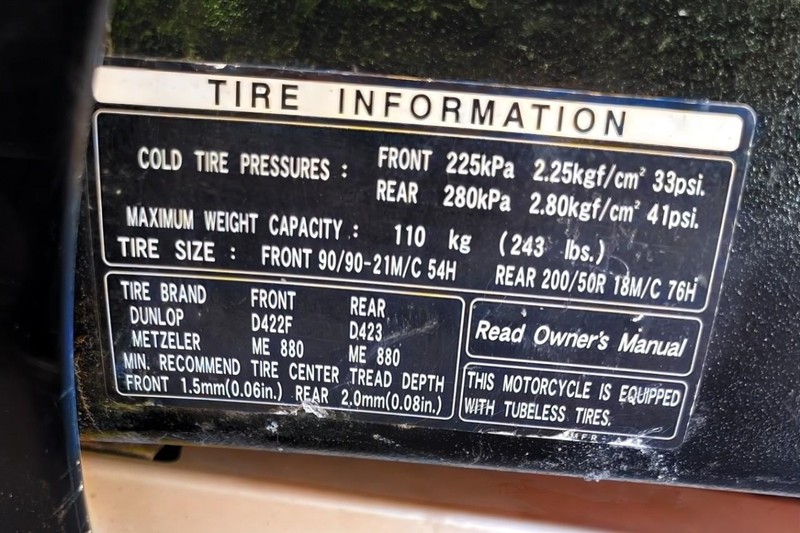 TIRE INFORMATION
COLD TIRE PRESSURES : FRONT 225kPa 2.25kgf/cm² 33psi.
REAR 280kPa 2.80kgf/cm² 41psi.
MAXIMUM WEIGHT CAPACITY : 110 kg (243 lbs.)
TIRE SIZE : FRONT 90/90-21M/C 54H REAR 200/50R 18M/C 76H
TIRE BRAND FRONT REAR
DUNLOP D422F D423
METZELER ME 880 ME 880
MIN. RECOMMEND TIRE CENTER TREAD DEPTH
FRONT 1.5mm(0.06in.) REAR 2.0mm(0.08in.)
Read Owner's Manual
THIS MOTORCYCLE IS EQUIPPED
WITH TUBELESS TIRES.